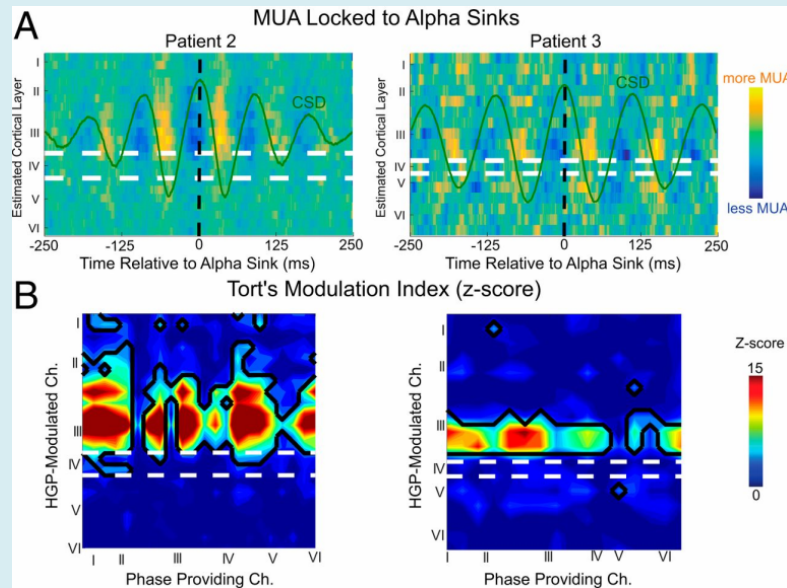 A
MUA Locked to Alpha Sinks
Patient 2
Patient 3
Estimated Cortical Layer
I
II
III
IV
V
VI
CSD
-250
-125
0
125
250
Time Relative to Alpha Sink (ms)
Estimated Cortical Layer
I
II
III
IV
V
VI
CSD
-250
-125
0
125
250
Time Relative to Alpha Sink (ms)
more MUA
less MUA
B
Tort's Modulation Index (z-score)
HGP-Modulated Ch.
I
II
III
IV
V
VI
I II III IV V VI
Phase Providing Ch.
HGP-Modulated Ch.
I
II
III
IV
V
VI
I II III IV V VI
Phase Providing Ch.
Z-score
15
0